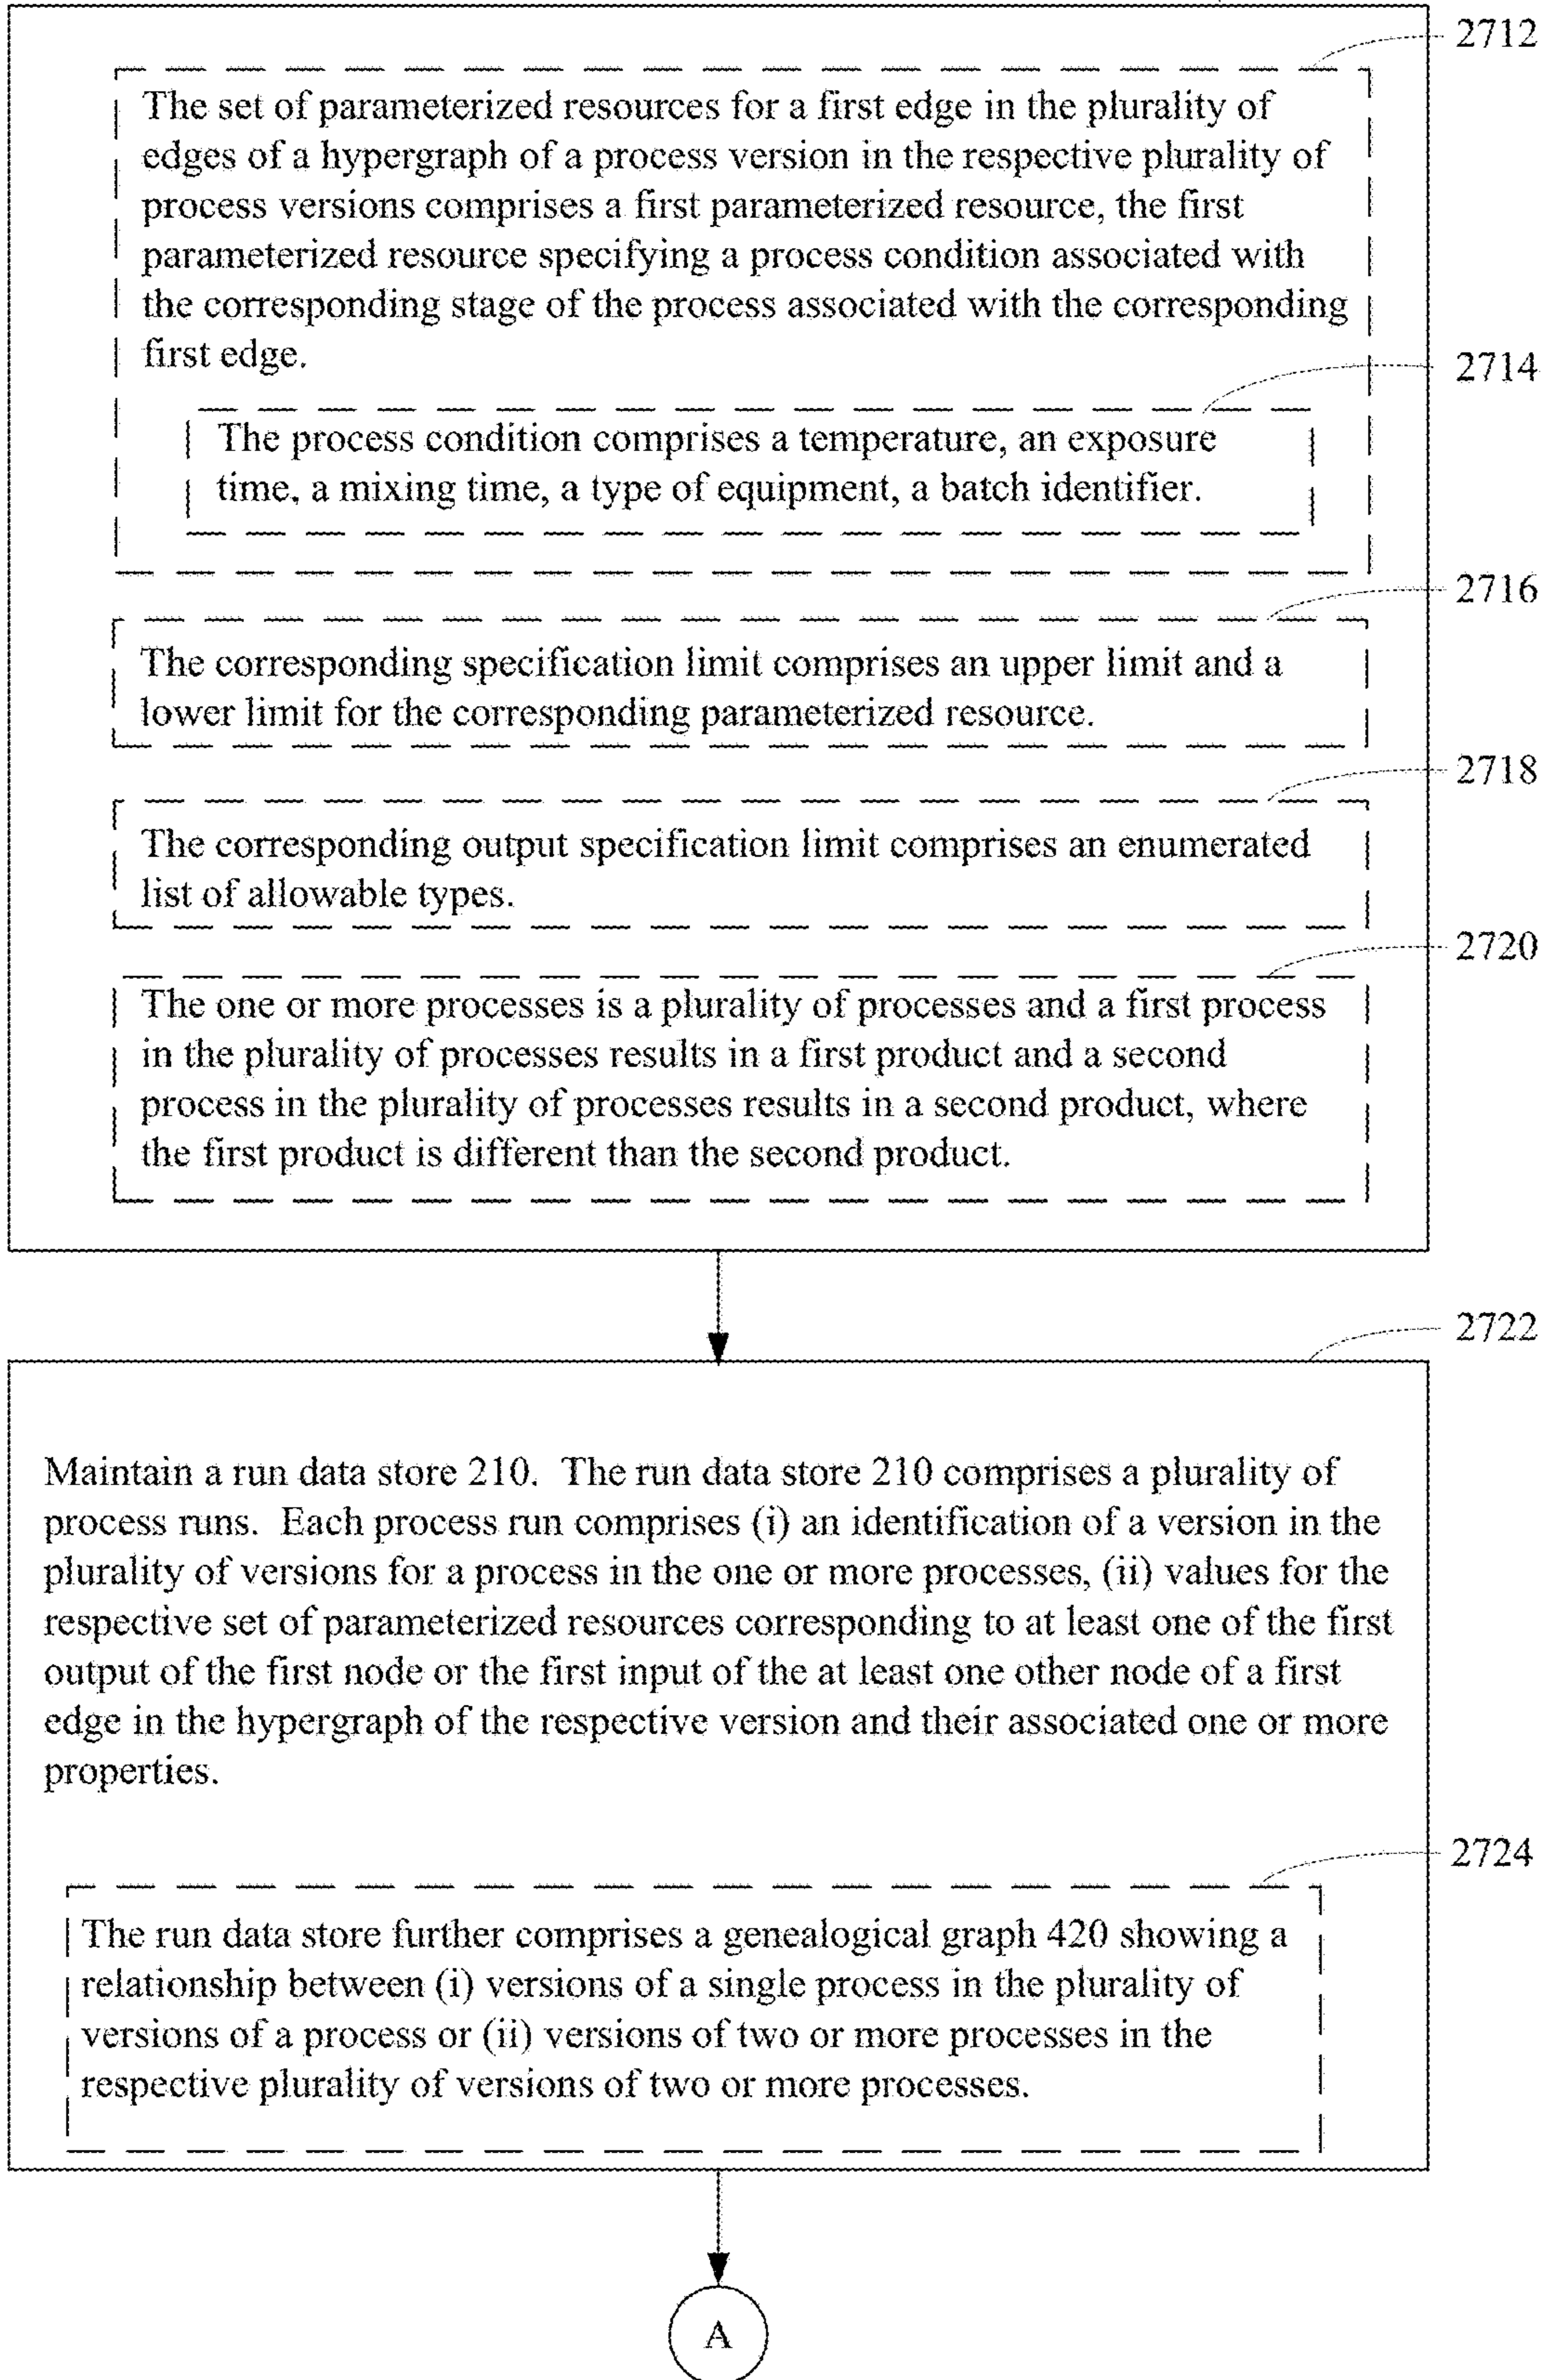 2712
The set of parameterized resources for a first edge in the plurality of
edges of a hypergraph of a process version in the respective plurality of
process versions comprises a first parameterized resource, the first
parameterized resource specifying a process condition associated with
the corresponding stage of the process associated with the corresponding
first edge.
2714
The process condition comprises a temperature, an exposure
time, a mixing time, a type of equipment, a batch identifier.
2716
The corresponding specification limit comprises an upper limit and a
lower limit for the corresponding parameterized resource.
2718
The corresponding output specification limit comprises an enumerated
list of allowable types.
2720
The one or more processes is a plurality of processes and a first process
in the plurality of processes results in a first product and a second
process in the plurality of processes results in a second product, where
the first product is different than the second product.
2722
Maintain a run data store 210. The run data store 210 comprises a plurality of
process runs. Each process run comprises (i) an identification of a version in the
plurality of versions for a process in the one or more processes, (ii) values for the
respective set of parameterized resources corresponding to at least one of the first
output of the first node or the first input of the at least one other node of a first
edge in the hypergraph of the respective version and their associated one or more
properties.
2724
The run data store further comprises a genealogical graph 420 showing a
relationship between (i) versions of a single process in the plurality of
versions of a process or (ii) versions of two or more processes in the
respective plurality of versions of two or more processes.
A